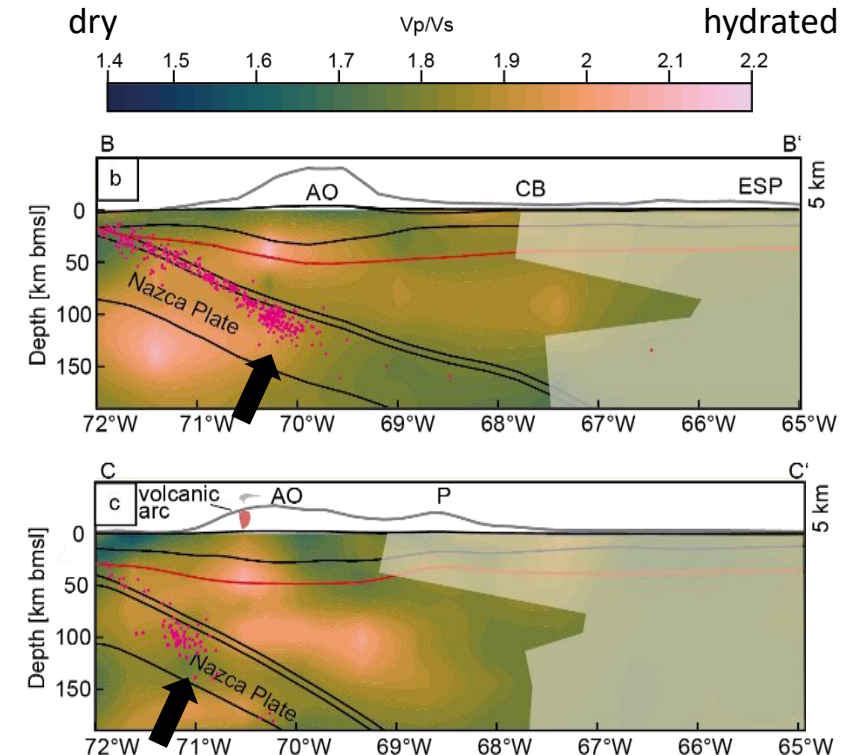 dry Vp/Vs hydrated
1.4 1.5 1.6 1.7 1.8 1.9 2 2.1 2.2
B B'
b
AO CB ESP
5 km
0
50
100
150
Depth [km bmsl]
Nazca Plate
72°W 71°W 70°W 69°W 68°W 67°W 66°W 65°W
C C'
c volcanic AO P
arc
5 km
0
50
100
150
Depth [km bmsl]
Nazca Plate
72°W 71°W 70°W 69°W 68°W 67°W 66°W 65°W